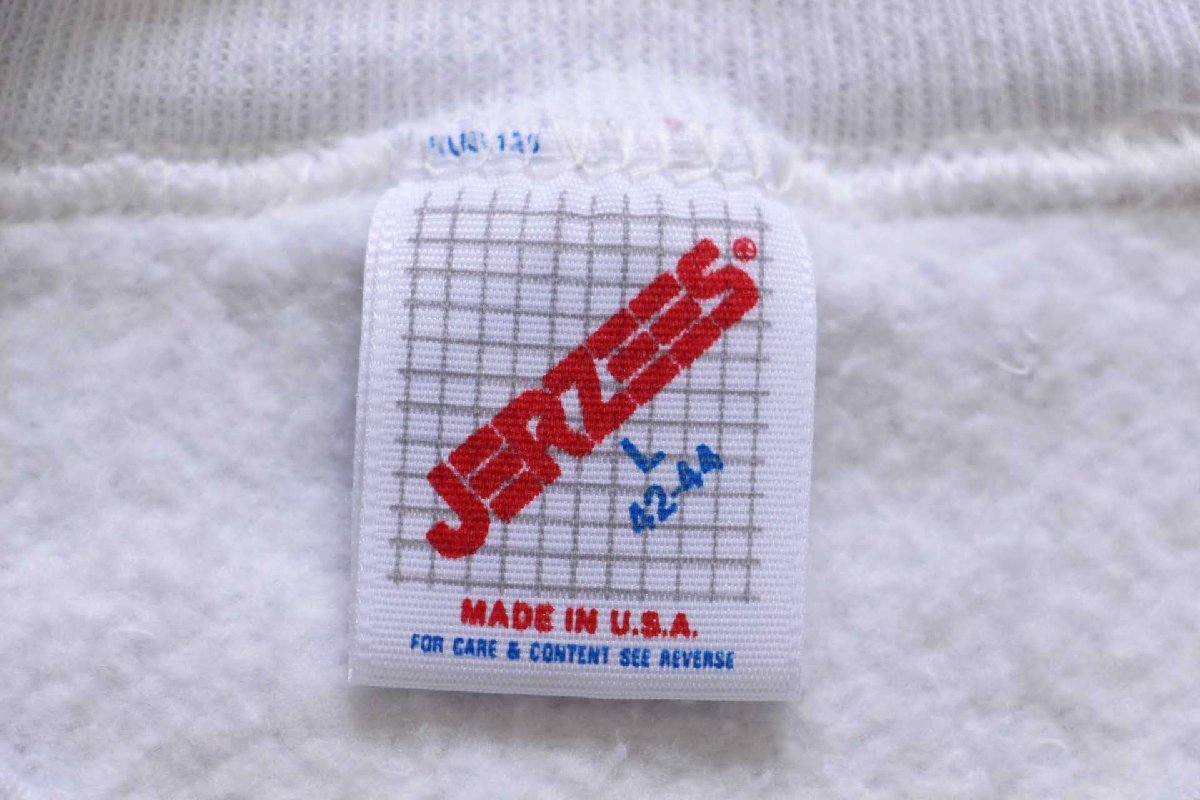 JERZEES®
L
42-44
MADE IN U.S.A.
FOR CARE & CONTENT SEE REVERSE